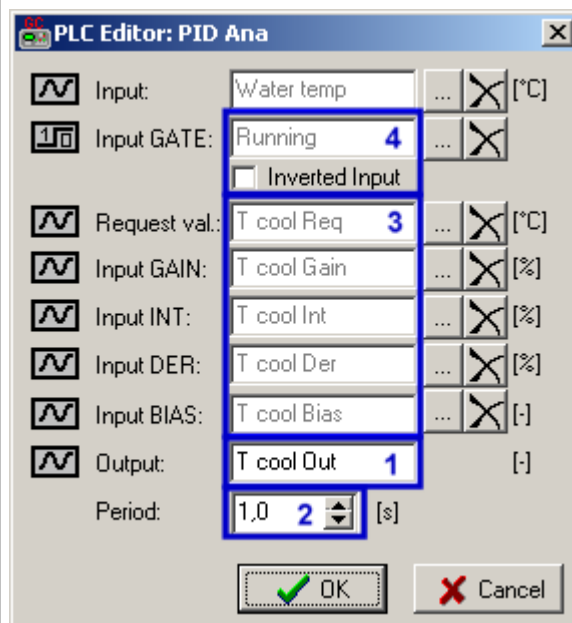 GC PLC Editor: PID Ana
Input: Water temp ... [°C]
Input GATE: Running 4 ...
Inverted Input
Request val.: T cool Req 3 ... [°C]
Input GAIN: T cool Gain ... [%]
Input INT: T cool Int ... [%]
Input DER: T cool Der ... [%]
Input BIAS: T cool Bias ... [-]
Output: T cool Out 1 [-]
Period: 1,0 2 [s]
OK Cancel